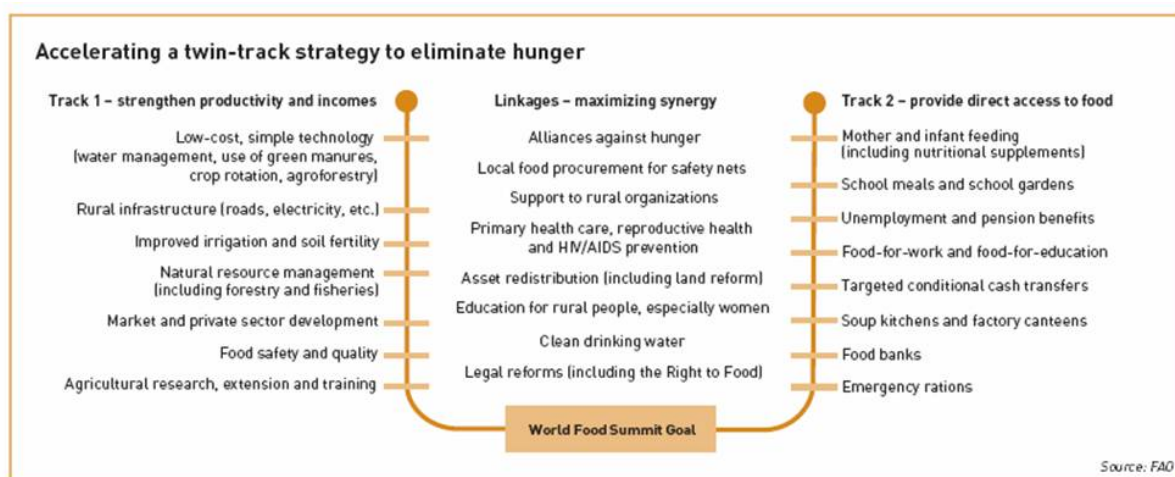 Accelerating a twin-track strategy to eliminate hunger
Track 1 – strengthen productivity and incomes
Low-cost, simple technology
(water management, use of green manures,
crop rotation, agroforestry)
Rural infrastructure (roads, electricity, etc.)
Improved irrigation and soil fertility
Natural resource management
(including forestry and fisheries)
Market and private sector development
Food safety and quality
Agricultural research, extension and training
Linkages – maximizing synergy
Alliances against hunger
Local food procurement for safety nets
Support to rural organizations
Primary health care, reproductive health
and HIV/AIDS prevention
Asset redistribution (including land reform)
Education for rural people, especially women
Clean drinking water
Legal reforms (including the Right to Food)
Track 2 – provide direct access to food
Mother and infant feeding
(including nutritional supplements)
School meals and school gardens
Unemployment and pension benefits
Food-for-work and food-for-education
Targeted conditional cash transfers
Soup kitchens and factory canteens
Food banks
Emergency rations
World Food Summit Goal
Source: FAO